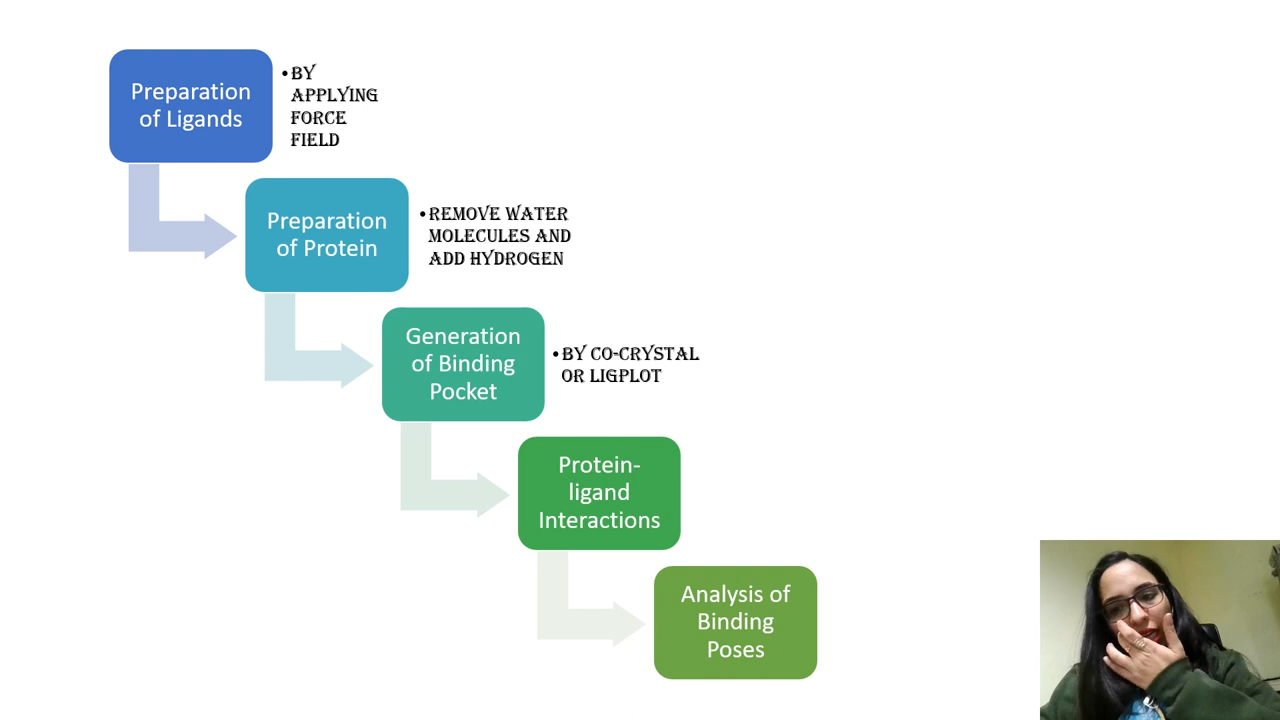 Preparation
of Ligands
•BY
APPLYING
FORCE
FIELD
Preparation
of Protein
•REMOVE WATER
MOLECULES AND
ADD HYDROGEN
Generation
of Binding
Pocket
•BY CO-CRYSTAL
OR LIGPLOT
Protein-
ligand
Interactions
Analysis of
Binding
Poses